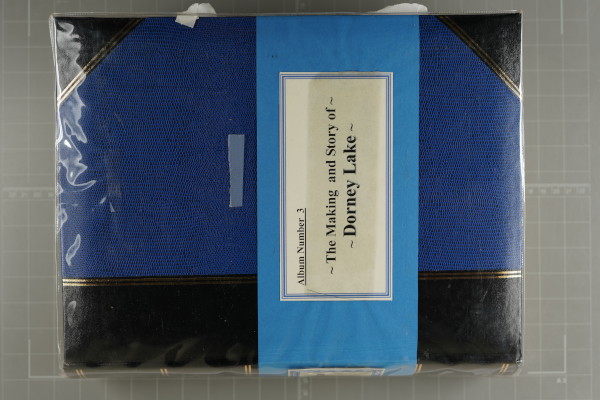 Album Number 3
~ The Making and Story of ~
~ Dorney Lake ~